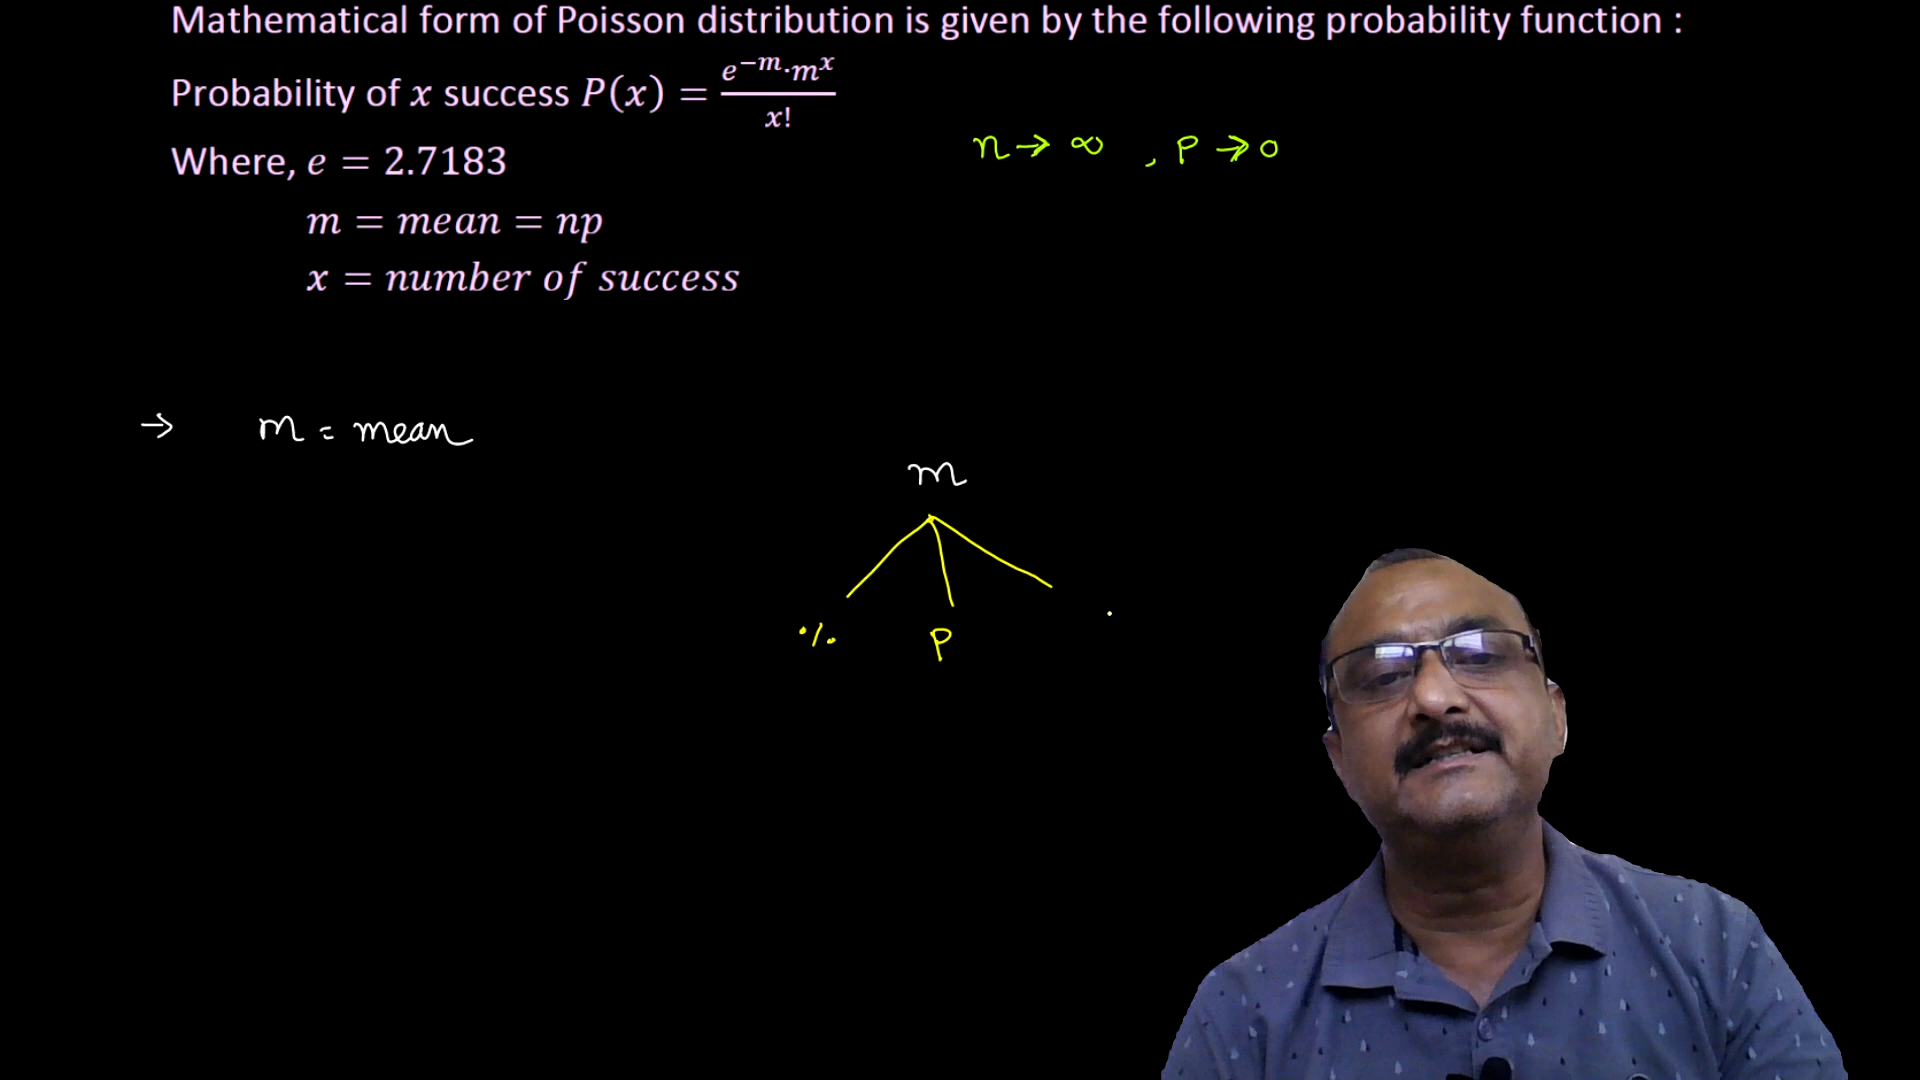 Mathematical form of Poisson distribution is given by the following probability function :
Probability of x success P(x) = e^{-m}.m^x / x!
Where, e = 2.7183
n → ∞ , P → 0
m = mean = np
x = number of success
→ m = mean
m
% P